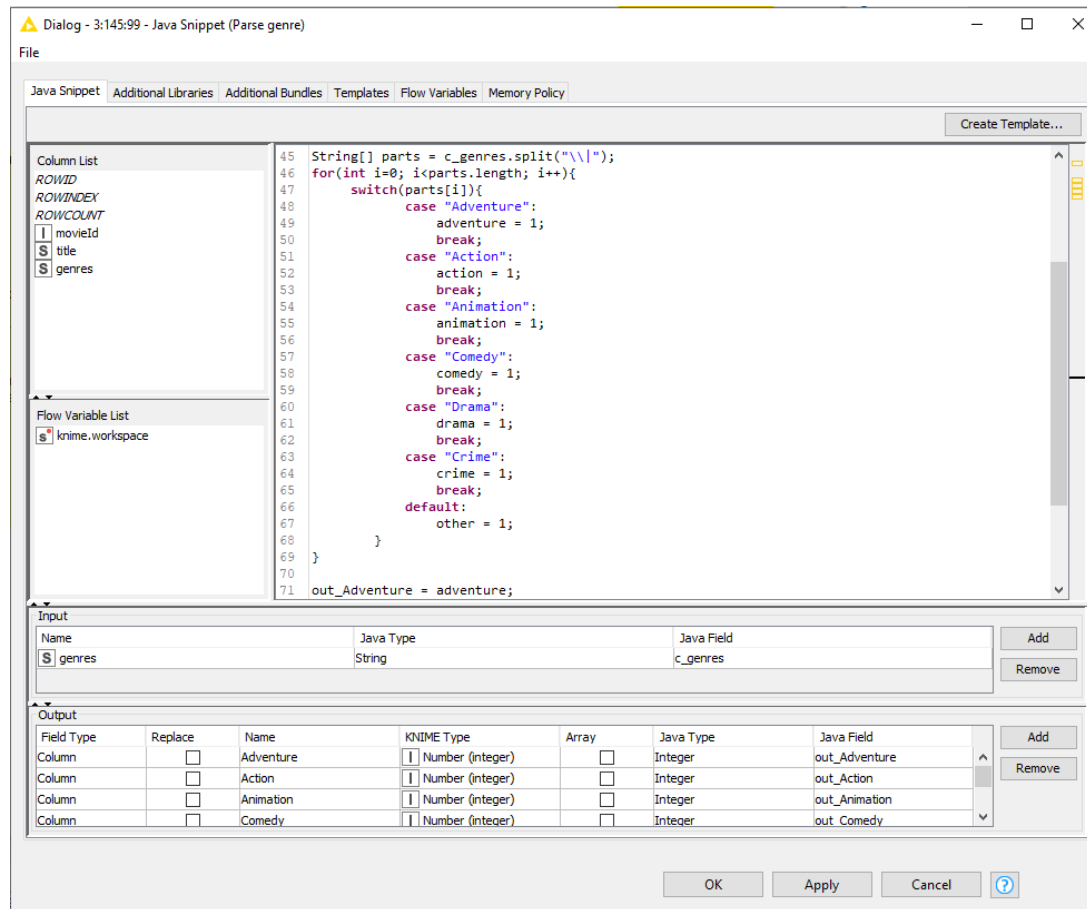 Dialog - 3:145:99 - Java Snippet (Parse genre)
File
Java Snippet Additional Libraries Additional Bundles Templates Flow Variables Memory Policy
Create Template...
Column List
ROWID
ROWINDEX
ROWCOUNT
I movieId
S title
S genres
Flow Variable List
s knime.workspace
45 String[] parts = c_genres.split("\\|");
46 for(int i=0; i<parts.length; i++){
47 switch(parts[i]){
48 case "Adventure":
49 adventure = 1;
50 break;
51 case "Action":
52 action = 1;
53 break;
54 case "Animation":
55 animation = 1;
56 break;
57 case "Comedy":
58 comedy = 1;
59 break;
60 case "Drama":
61 drama = 1;
62 break;
63 case "Crime":
64 crime = 1;
65 break;
66 default:
67 other = 1;
68 }
69 }
70
71 out_Adventure = adventure;
Input
Name Java Type Java Field
S genres String c_genres
Add
Remove
Output
Field Type Replace Name KNIME Type Array Java Type Java Field
Column Adventure I Number (integer) Integer out_Adventure
Column Action I Number (integer) Integer out_Action
Column Animation I Number (integer) Integer out_Animation
Column Comedy I Number (integer) Integer out_Comedy
Add
Remove
OK Apply Cancel ?